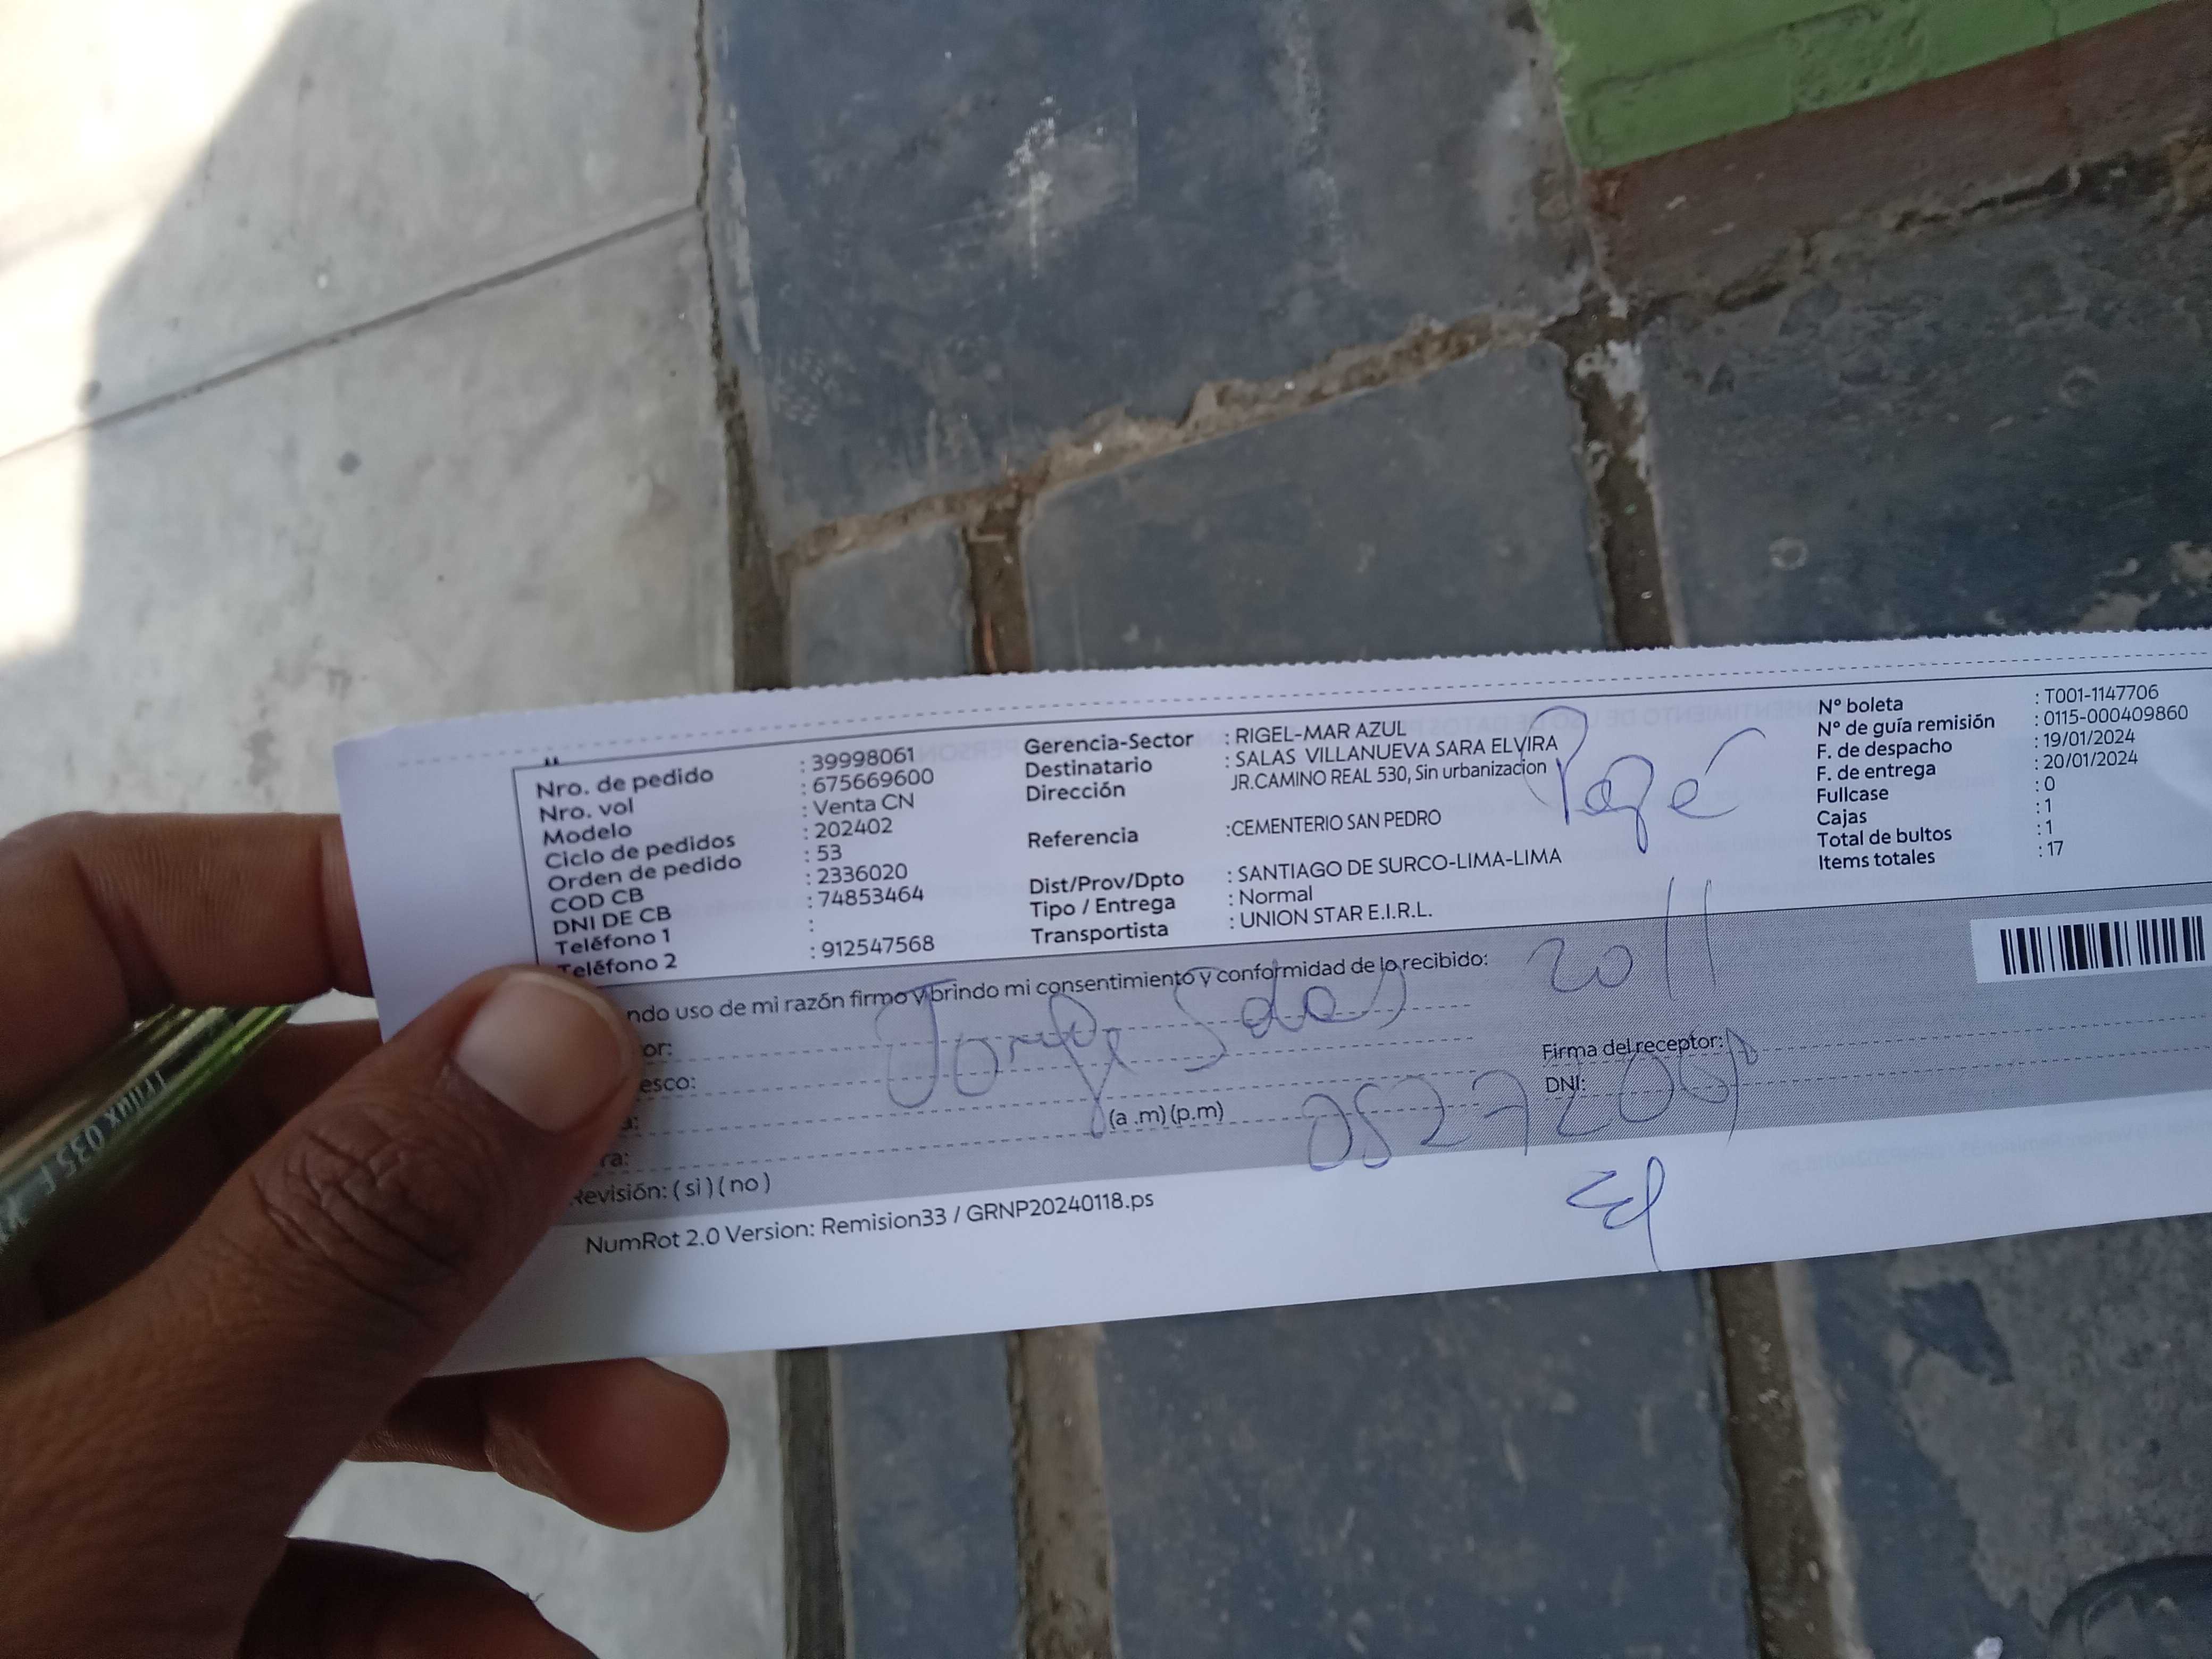 Nro. de pedido : 39998061
Nro. vol : 675669600
Modelo : Venta CN
Ciclo de pedidos : 202402
Orden de pedido : 53
COD CB : 2336020
DNI DE CB : 74853464
Teléfono 1 :
Teléfono 2 : 912547568
Gerencia-Sector : RIGEL-MAR AZUL
Destinatario : SALAS VILLANUEVA SARA ELVIRA
Dirección JR.CAMINO REAL 530, Sin urbanizacion
Referencia :CEMENTERIO SAN PEDRO
Dist/Prov/Dpto : SANTIAGO DE SURCO-LIMA-LIMA
Tipo / Entrega : Normal
Transportista : UNION STAR E.I.R.L.
Papá
N° boleta : T001-1147706
N° de guía remisión : 0115-000409860
F. de despacho : 19/01/2024
F. de entrega : 20/01/2024
Fullcase : 0
Cajas : 1
Total de bultos : 1
Items totales : 17
ndo uso de mi razón firmo y brindo mi consentimiento y conformidad de lo recibido:
or: Jorge Salas
esco:
a:
(a .m) (p.m)
ra:
Revisión: ( si ) ( no )
Firma del receptor:
DNI:
NumRot 2.0 Version: Remision33 / GRNP20240118.ps
035 F